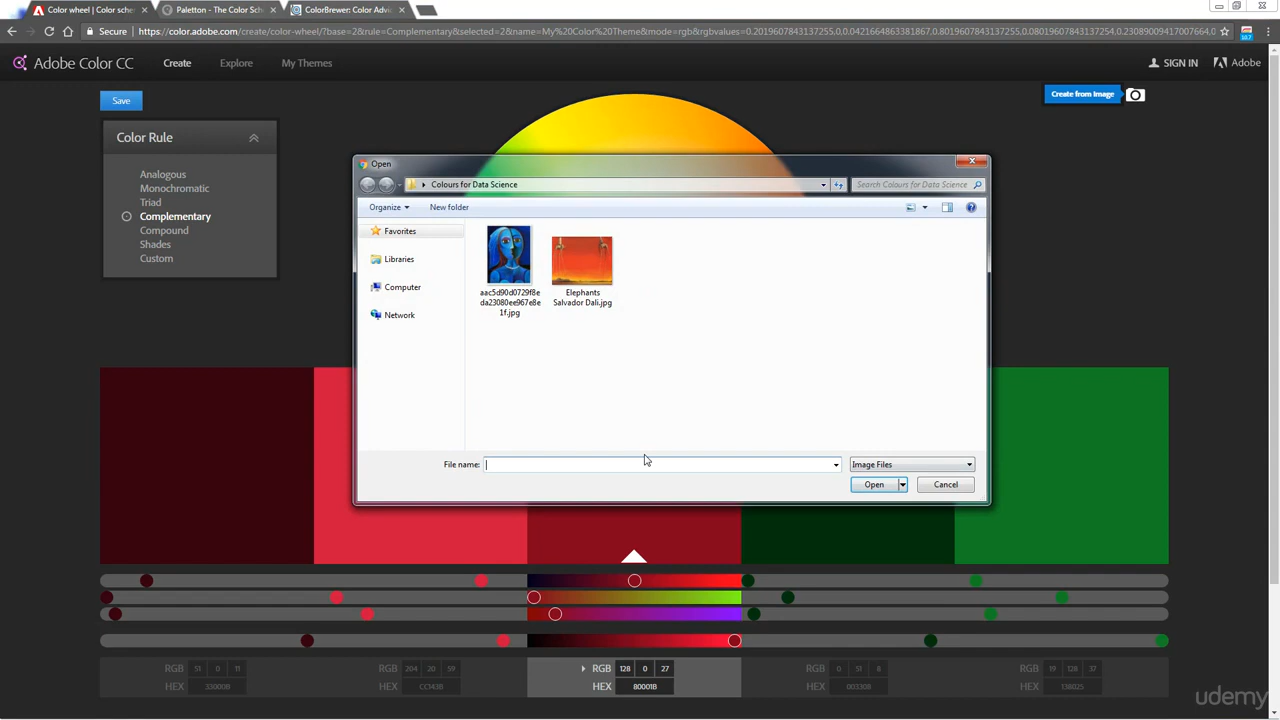 Color wheel | Color scher
Paletton - The Color Sch
ColorBrewer: Color Advi
Secure
https://color.adobe.com/create/color-wheel/?base=2&rule=Complementary&selected=2&name=My%20Color%20Theme&mode=rgb&rgbvalues=0.2019607843137255,0,0.0421664863381867,0.8019607843137255,0.08019607843137254,0.23089009417007664,0.
Adobe Color CC
Create
Explore
My Themes
SIGN IN
Adobe
Save
Create from Image
Color Rule
Analogous
Monochromatic
Triad
Complementary
Compound
Shades
Custom
Open
Colours for Data Science
Search Colours for Data Science
Organize
New folder
Favorites
Libraries
Computer
Network
aac5d90d0729f8e
da23080ee967e8e
1f.jpg
Elephants
Salvador Dali.jpg
File name:
Image Files
Open
Cancel
RGB 51 0 11
HEX 33000B
RGB 204 20 59
HEX CC143B
RGB 128 0 27
HEX 80001B
RGB 0 51 8
HEX 003308
RGB 19 128 37
HEX 138025
udemy